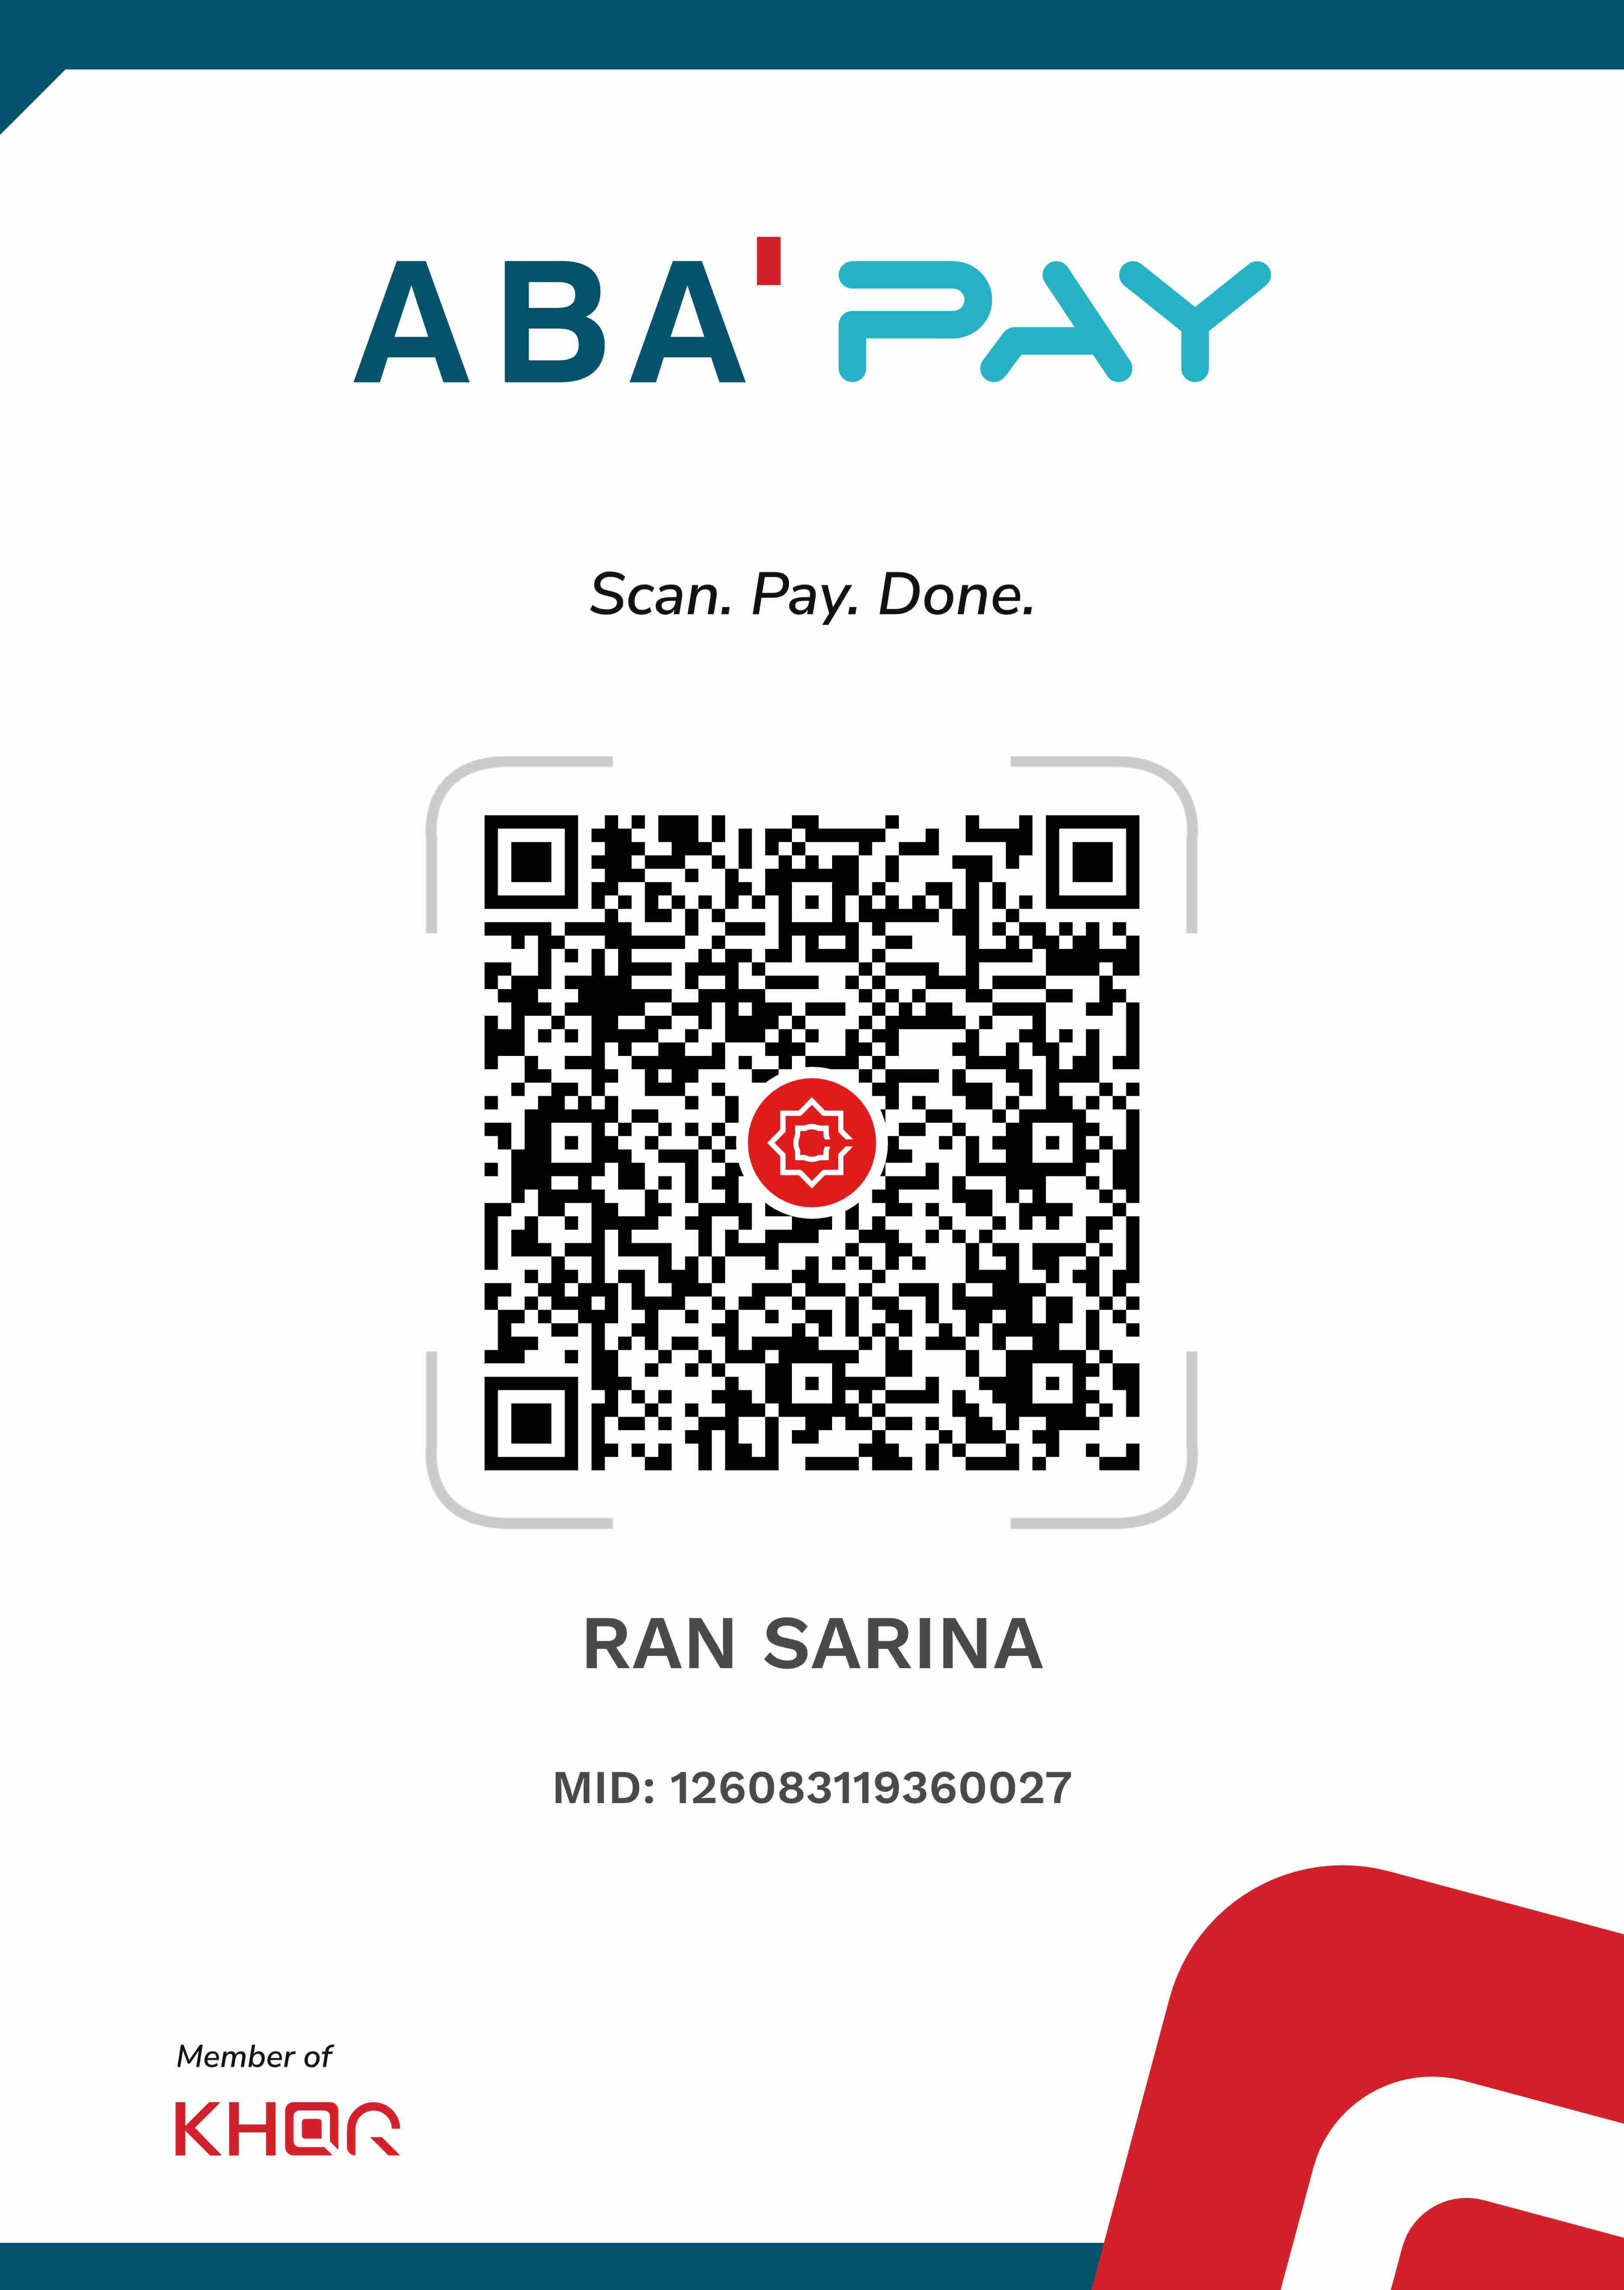 ABA' PAY
Scan. Pay. Done.
RAN SARINA
MID: 126083119360027
Member of
KHQR